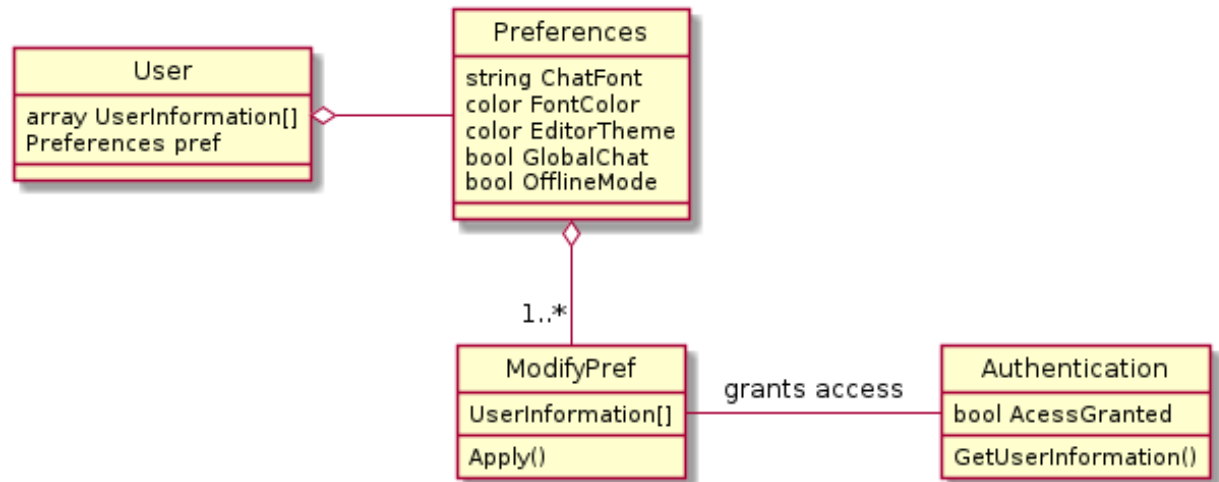 User
array UserInformation[]
Preferences pref
Preferences
string ChatFont
color FontColor
color EditorTheme
bool GlobalChat
bool OfflineMode
1..*
ModifyPref
UserInformation[]
Apply()
grants access
Authentication
bool AcessGranted
GetUserInformation()